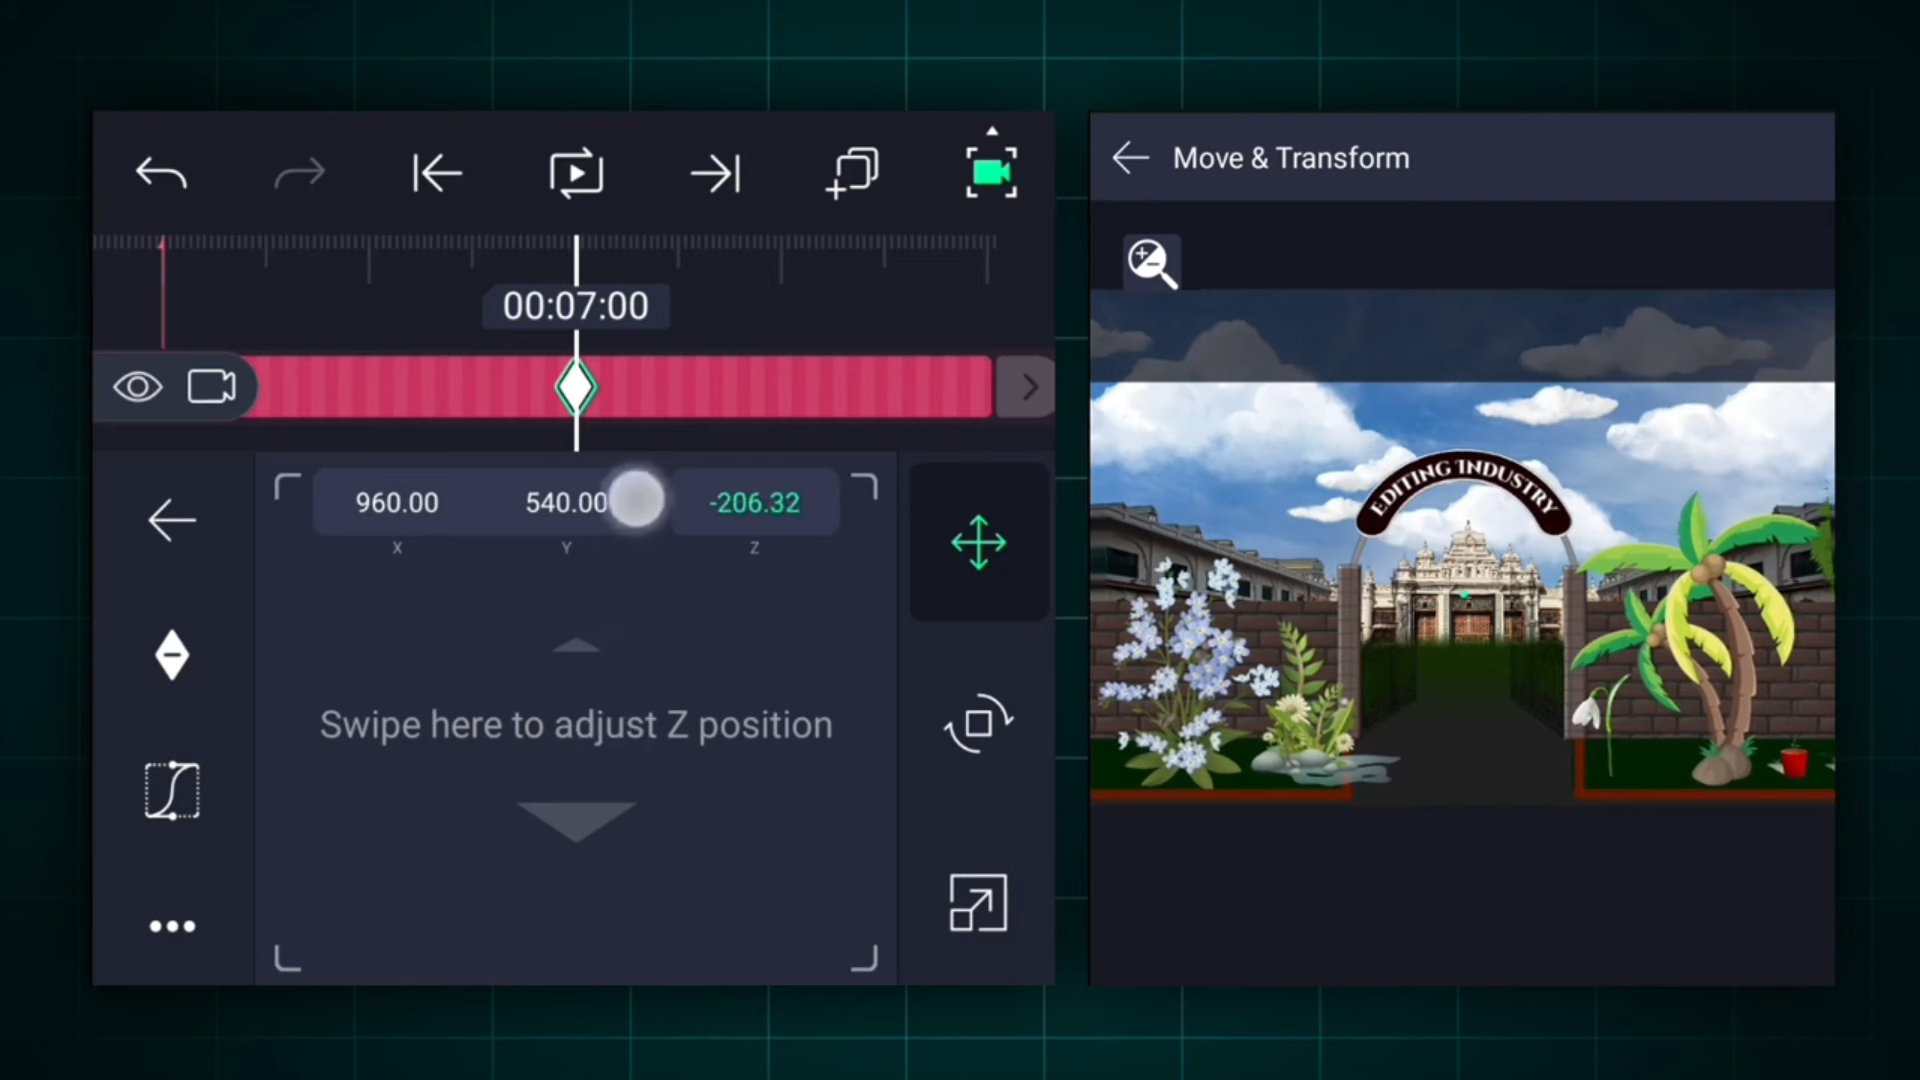 00:07:00
960.00 540.00 -206.32
X Y Z
Swipe here to adjust Z position
Move & Transform
EDITING INDUSTRY